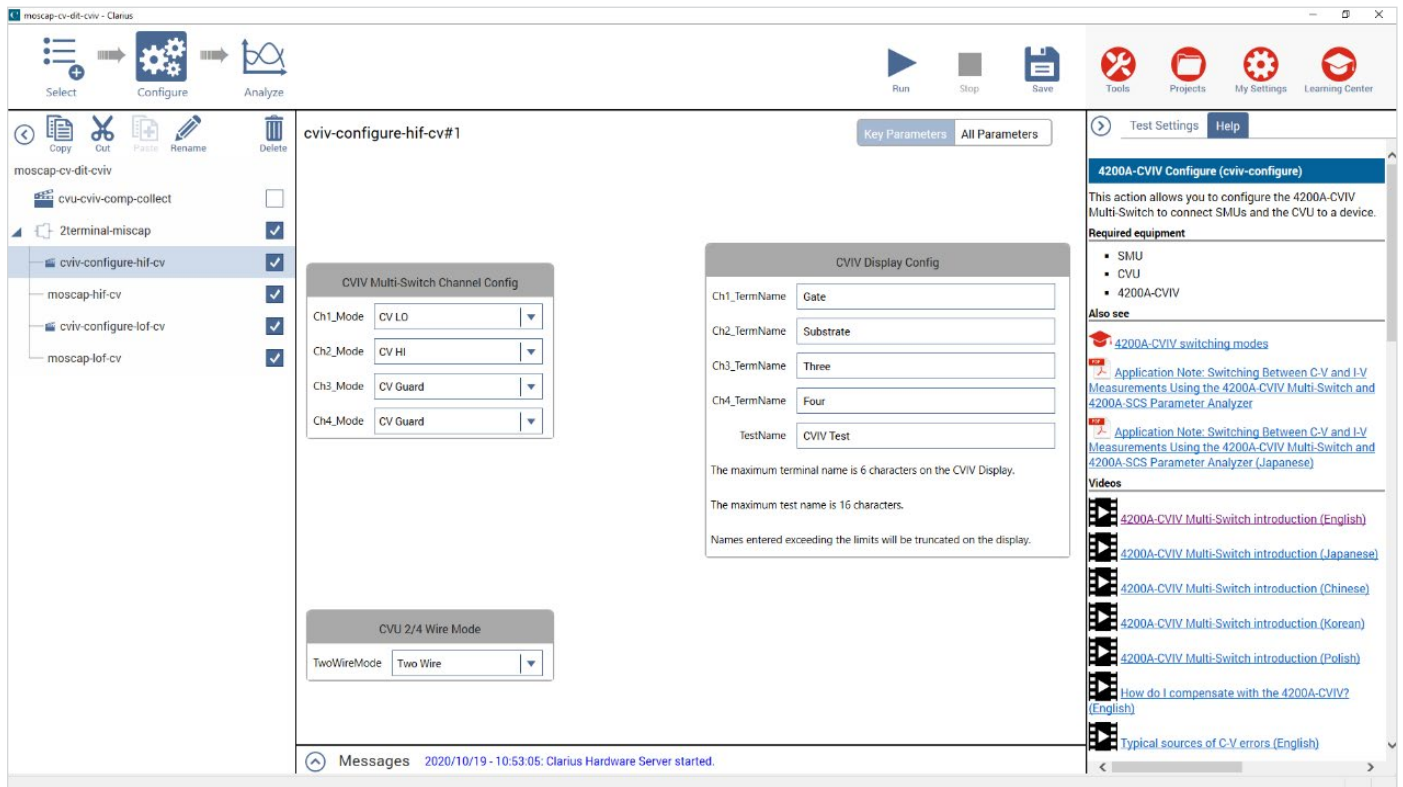 moscap-cv-dit-cviv - Clarius
Select
Configure
Analyze
Run
Stop
Save
Tools
Projects
My Settings
Learning Center
Copy
Cut
Paste
Rename
Delete
moscap-cv-dit-cviv
cvu-cviv-comp-collect
2terminal-miscap
cviv-configure-hif-cv
moscap-hif-cv
cviv-configure-lof-cv
moscap-lof-cv
cviv-configure-hif-cv#1
Key Parameters All Parameters
CVIV Multi-Switch Channel Config
Ch1_Mode CV LO
Ch2_Mode CV HI
Ch3_Mode CV Guard
Ch4_Mode CV Guard
CVIV Display Config
Ch1_TermName Gate
Ch2_TermName Substrate
Ch3_TermName Three
Ch4_TermName Four
TestName CVIV Test
The maximum terminal name is 6 characters on the CVIV Display.
The maximum test name is 16 characters.
Names entered exceeding the limits will be truncated on the display.
CVU 2/4 Wire Mode
TwoWireMode Two Wire
Messages 2020/10/19 - 10:53:05: Clarius Hardware Server started.
Test Settings Help
4200A-CVIV Configure (cviv-configure)
This action allows you to configure the 4200A-CVIV
Multi-Switch to connect SMUs and the CVU to a device.
Required equipment
▪ SMU
▪ CVU
▪ 4200A-CVIV
Also see
4200A-CVIV switching modes
Application Note: Switching Between C-V and I-V
Measurements Using the 4200A-CVIV Multi-Switch and
4200A-SCS Parameter Analyzer
Application Note: Switching Between C-V and I-V
Measurements Using the 4200A-CVIV Multi-Switch and
4200A-SCS Parameter Analyzer (Japanese)
Videos
4200A-CVIV Multi-Switch introduction (English)
4200A-CVIV Multi-Switch introduction (Japanese)
4200A-CVIV Multi-Switch introduction (Chinese)
4200A-CVIV Multi-Switch introduction (Korean)
4200A-CVIV Multi-Switch introduction (Polish)
How do I compensate with the 4200A-CVIV?
(English)
Typical sources of C-V errors (English)